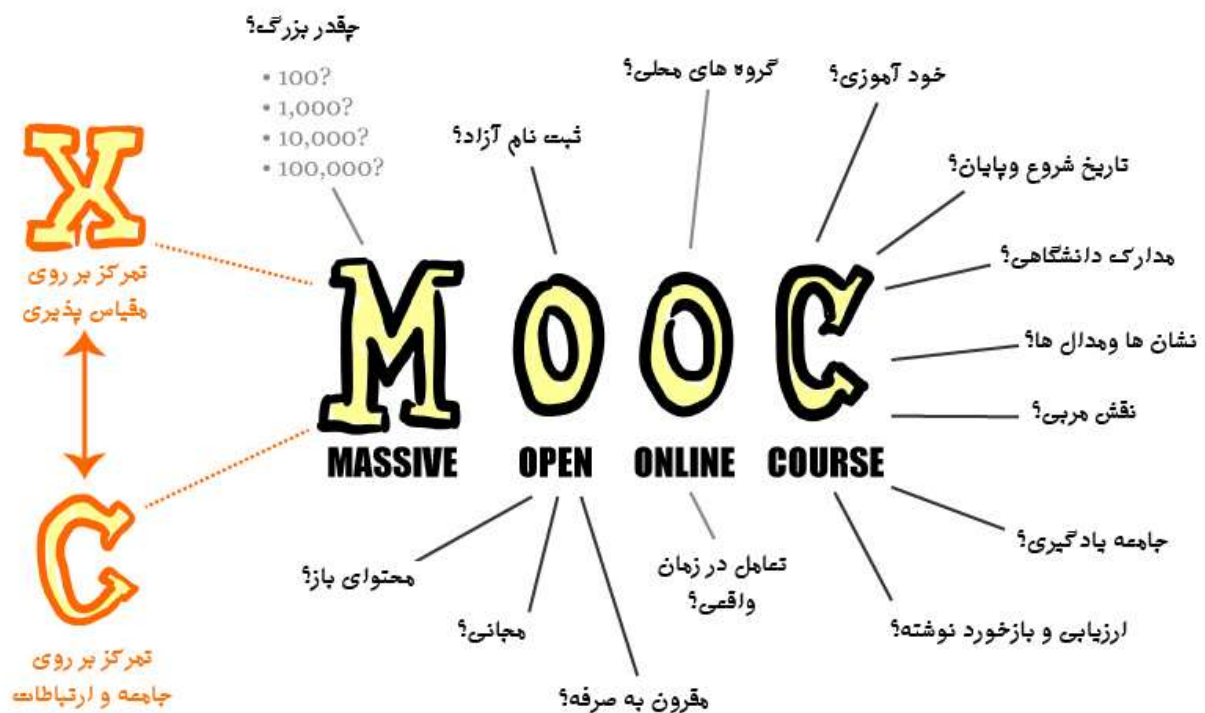 چقدر بزرگ؟
• 100?
• 1,000?
• 10,000?
• 100,000?
ثبت نام آزاد؟
گروه های محلی؟
خود آموزی؟
تاریخ شروع وپایان؟
مدارک دانشگاهی؟
نشان ها ومدال ها؟
نقش مربی؟
X
تمرکز بر روی
مقیاس پذیری
C
تمرکز بر روی
جامعه و ارتباطات
MOOC
MASSIVE OPEN ONLINE COURSE
محتوای باز؟
مجانی؟
مقرون به صرفه؟
تعامل در زمان
واقعی؟
جامعه یادگیری؟
ارزیابی و بازخورد نوشته؟